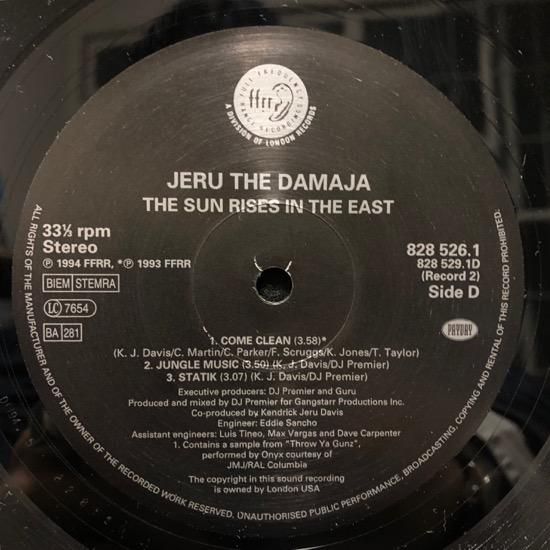 FULL FREQUENCY
ffrr
RANGE RECORDINGS
A DIVISION OF LONDON RECORDS
JERU THE DAMAJA
THE SUN RISES IN THE EAST
33⅓ rpm
Stereo
℗ 1994 FFRR, *℗ 1993 FFRR
BIEM STEMRA
LC 7654
BA 281
828 526.1
828 529.1D
(Record 2)
Side D
PAYDAY
1. COME CLEAN (3.58)*
(K. J. Davis/C. Martin/C. Parker/F. Scruggs/K. Jones/T. Taylor)
2. JUNGLE MUSIC (3.50) (K. J. Davis/DJ Premier)
3. STATIK (3.07) (K. J. Davis/DJ Premier)
Executive producers: DJ Premier and Guru
Produced and mixed by DJ Premier for Gangstarr Productions Inc.
Co-produced by Kendrick Jeru Davis
Engineer: Eddie Sancho
Assistant engineers: Luis Tineo, Max Vargas and Dave Carpenter
1. Contains a sample from "Throw Ya Gunz",
performed by Onyx courtesy of
JMJ/RAL Columbia
The copyright in this sound recording
is owned by London USA
ALL RIGHTS OF THE MANUFACTURER AND OF THE OWNER OF THE RECORDED WORK RESERVED. UNAUTHORISED PUBLIC PERFORMANCE, BROADCASTING, COPYING AND RENTAL OF THIS RECORD PROHIBITED.